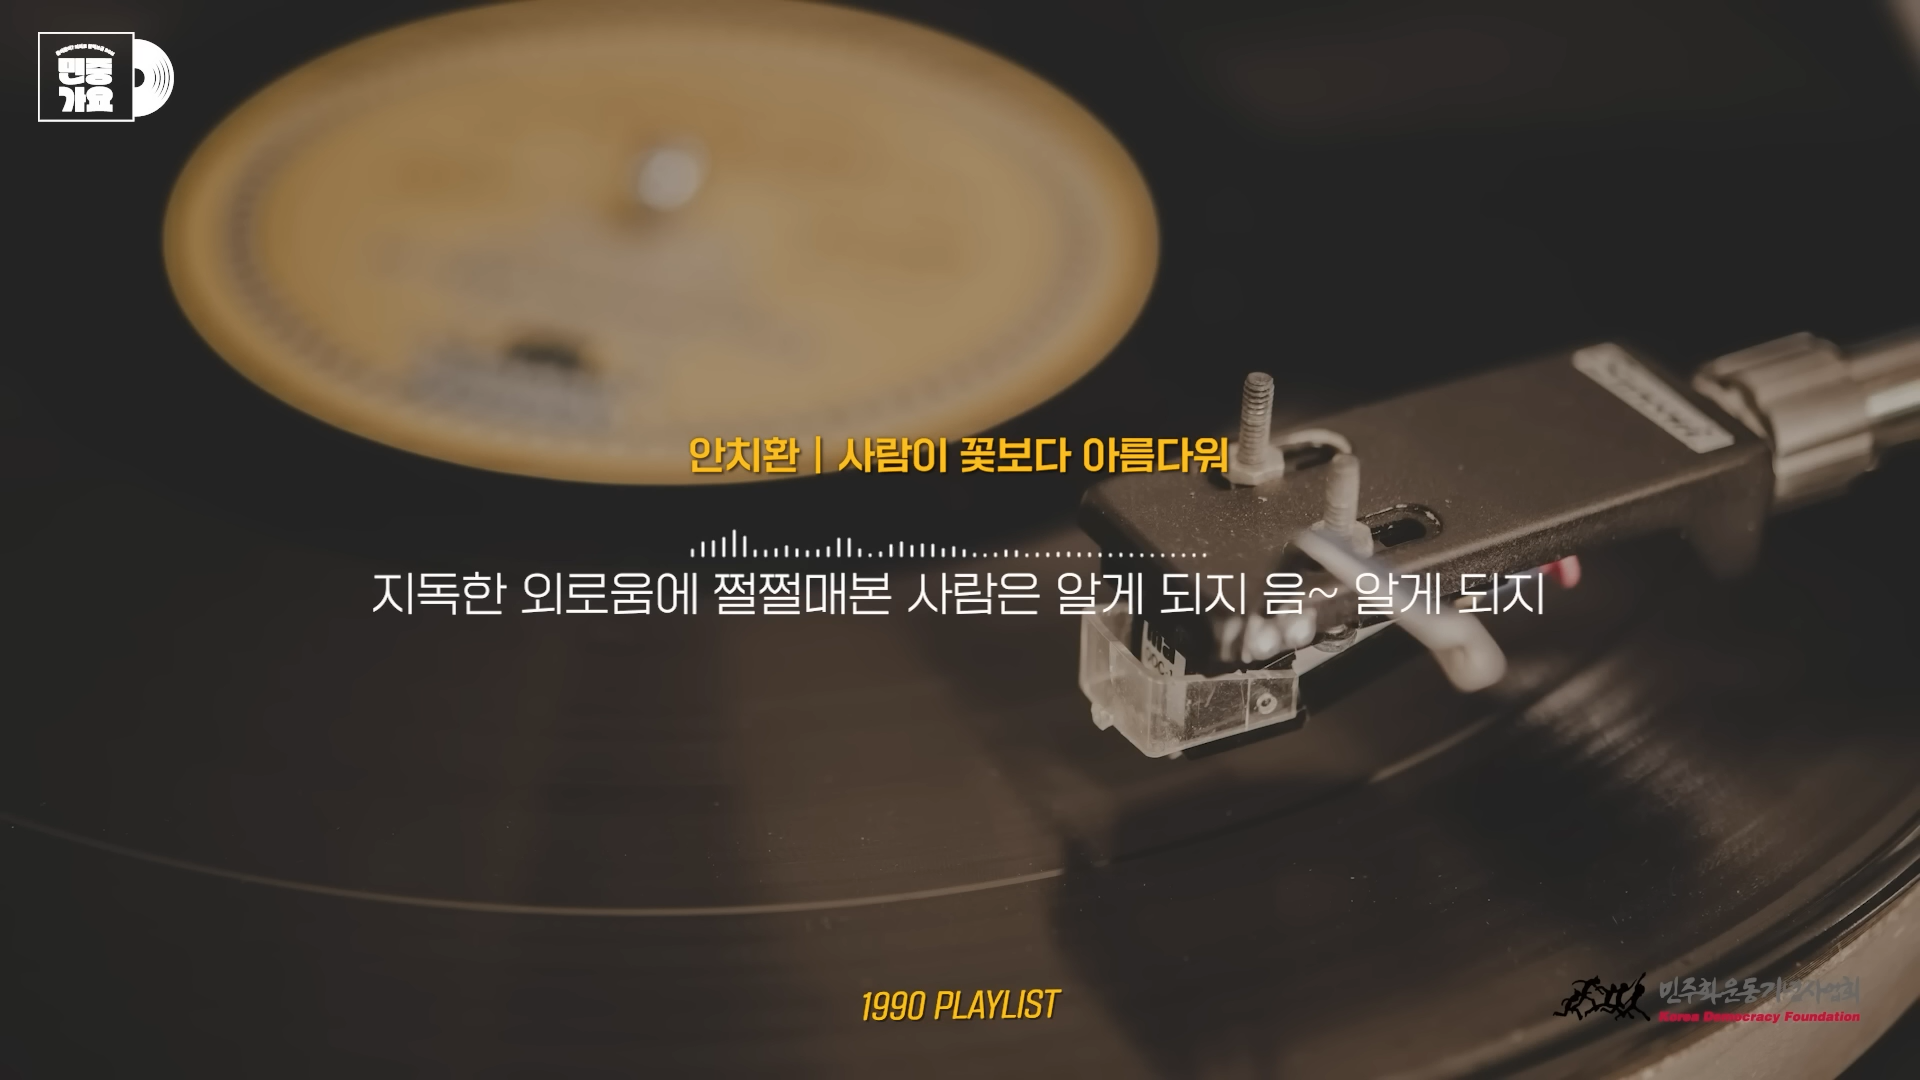 민중
가요
안치환 | 사람이 꽃보다 아름다워
지독한 외로움에 쩔쩔매본 사람은 알게 되지 음~ 알게 되지
1990 PLAYLIST
민주화운동기념사업회
Korea Democracy Foundation